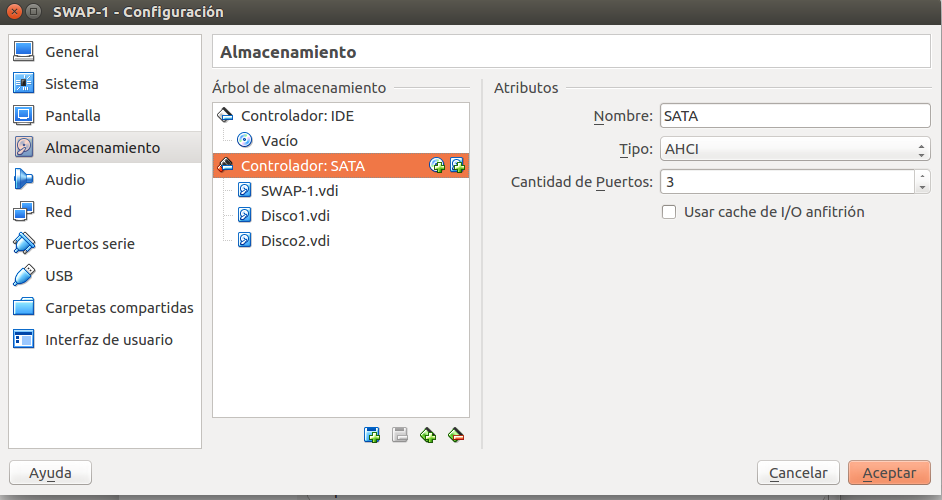 SWAP-1 - Configuración
General
Sistema
Pantalla
Almacenamiento
Audio
Red
Puertos serie
USB
Carpetas compartidas
Interfaz de usuario
Almacenamiento
Árbol de almacenamiento
Controlador: IDE
Vacío
Controlador: SATA
SWAP-1.vdi
Disco1.vdi
Disco2.vdi
Atributos
Nombre: SATA
Tipo: AHCI
Cantidad de Puertos: 3
Usar cache de I/O anfitrión
Ayuda
Cancelar
Aceptar